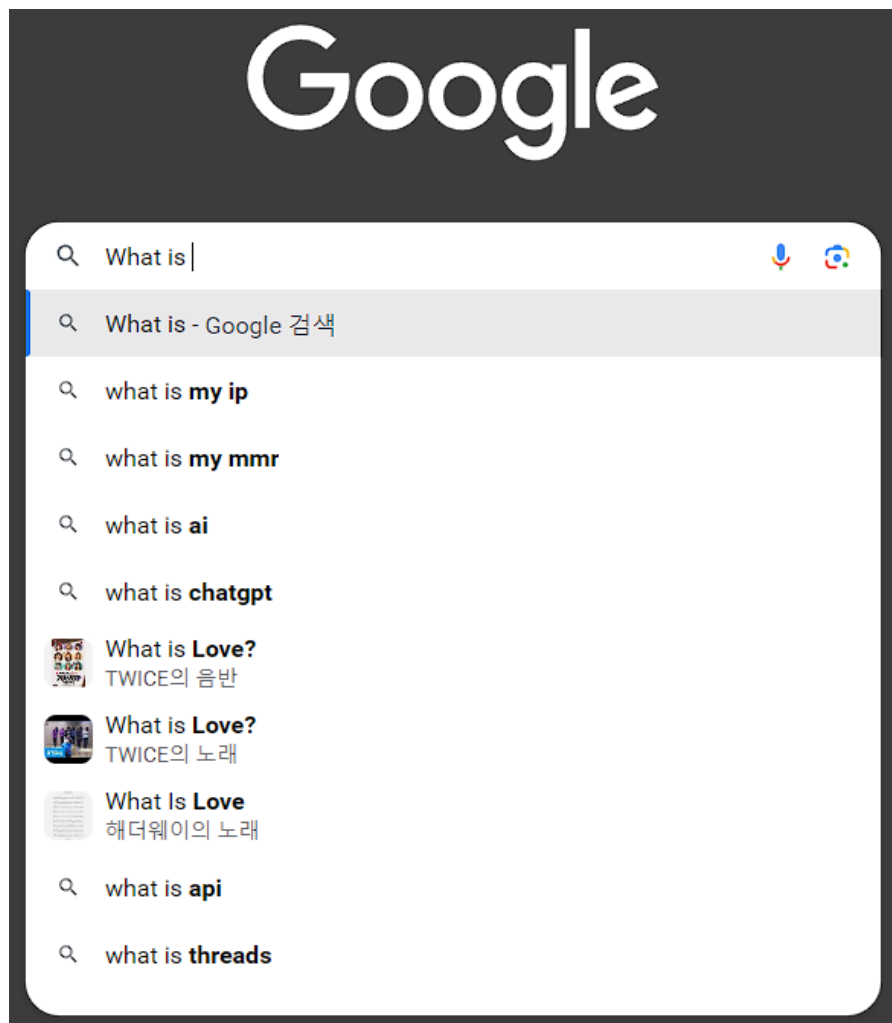 Google
What is
What is - Google 검색
what is my ip
what is my mmr
what is ai
what is chatgpt
What is Love?
TWICE의 음반
What is Love?
TWICE의 노래
What Is Love
해더웨이의 노래
what is api
what is threads